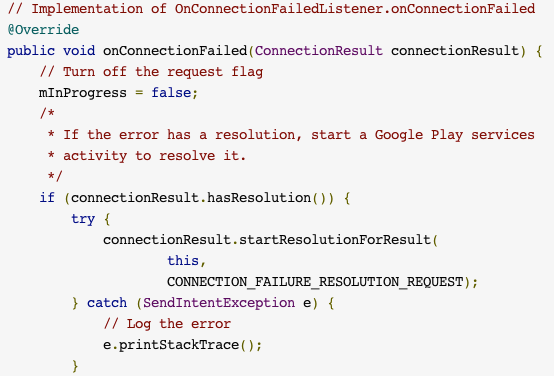 // Implementation of OnConnectionFailedListener.onConnectionFailed
@Override
public void onConnectionFailed(ConnectionResult connectionResult) {
    // Turn off the request flag
    mInProgress = false;
    /*
     * If the error has a resolution, start a Google Play services
     * activity to resolve it.
     */
    if (connectionResult.hasResolution()) {
        try {
            connectionResult.startResolutionForResult(
                    this,
                    CONNECTION_FAILURE_RESOLUTION_REQUEST);
        } catch (SendIntentException e) {
            // Log the error
            e.printStackTrace();
        }